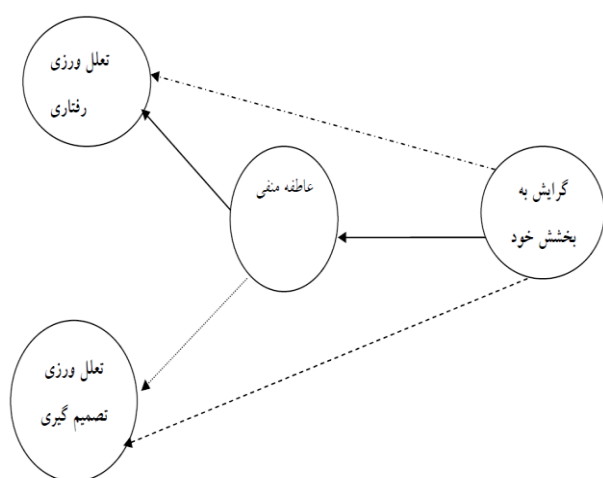 تعلل ورزی
رفتاری
عاطفه منفی
گرایش به
بخشش خود
تعلل ورزی
تصمیم گیری